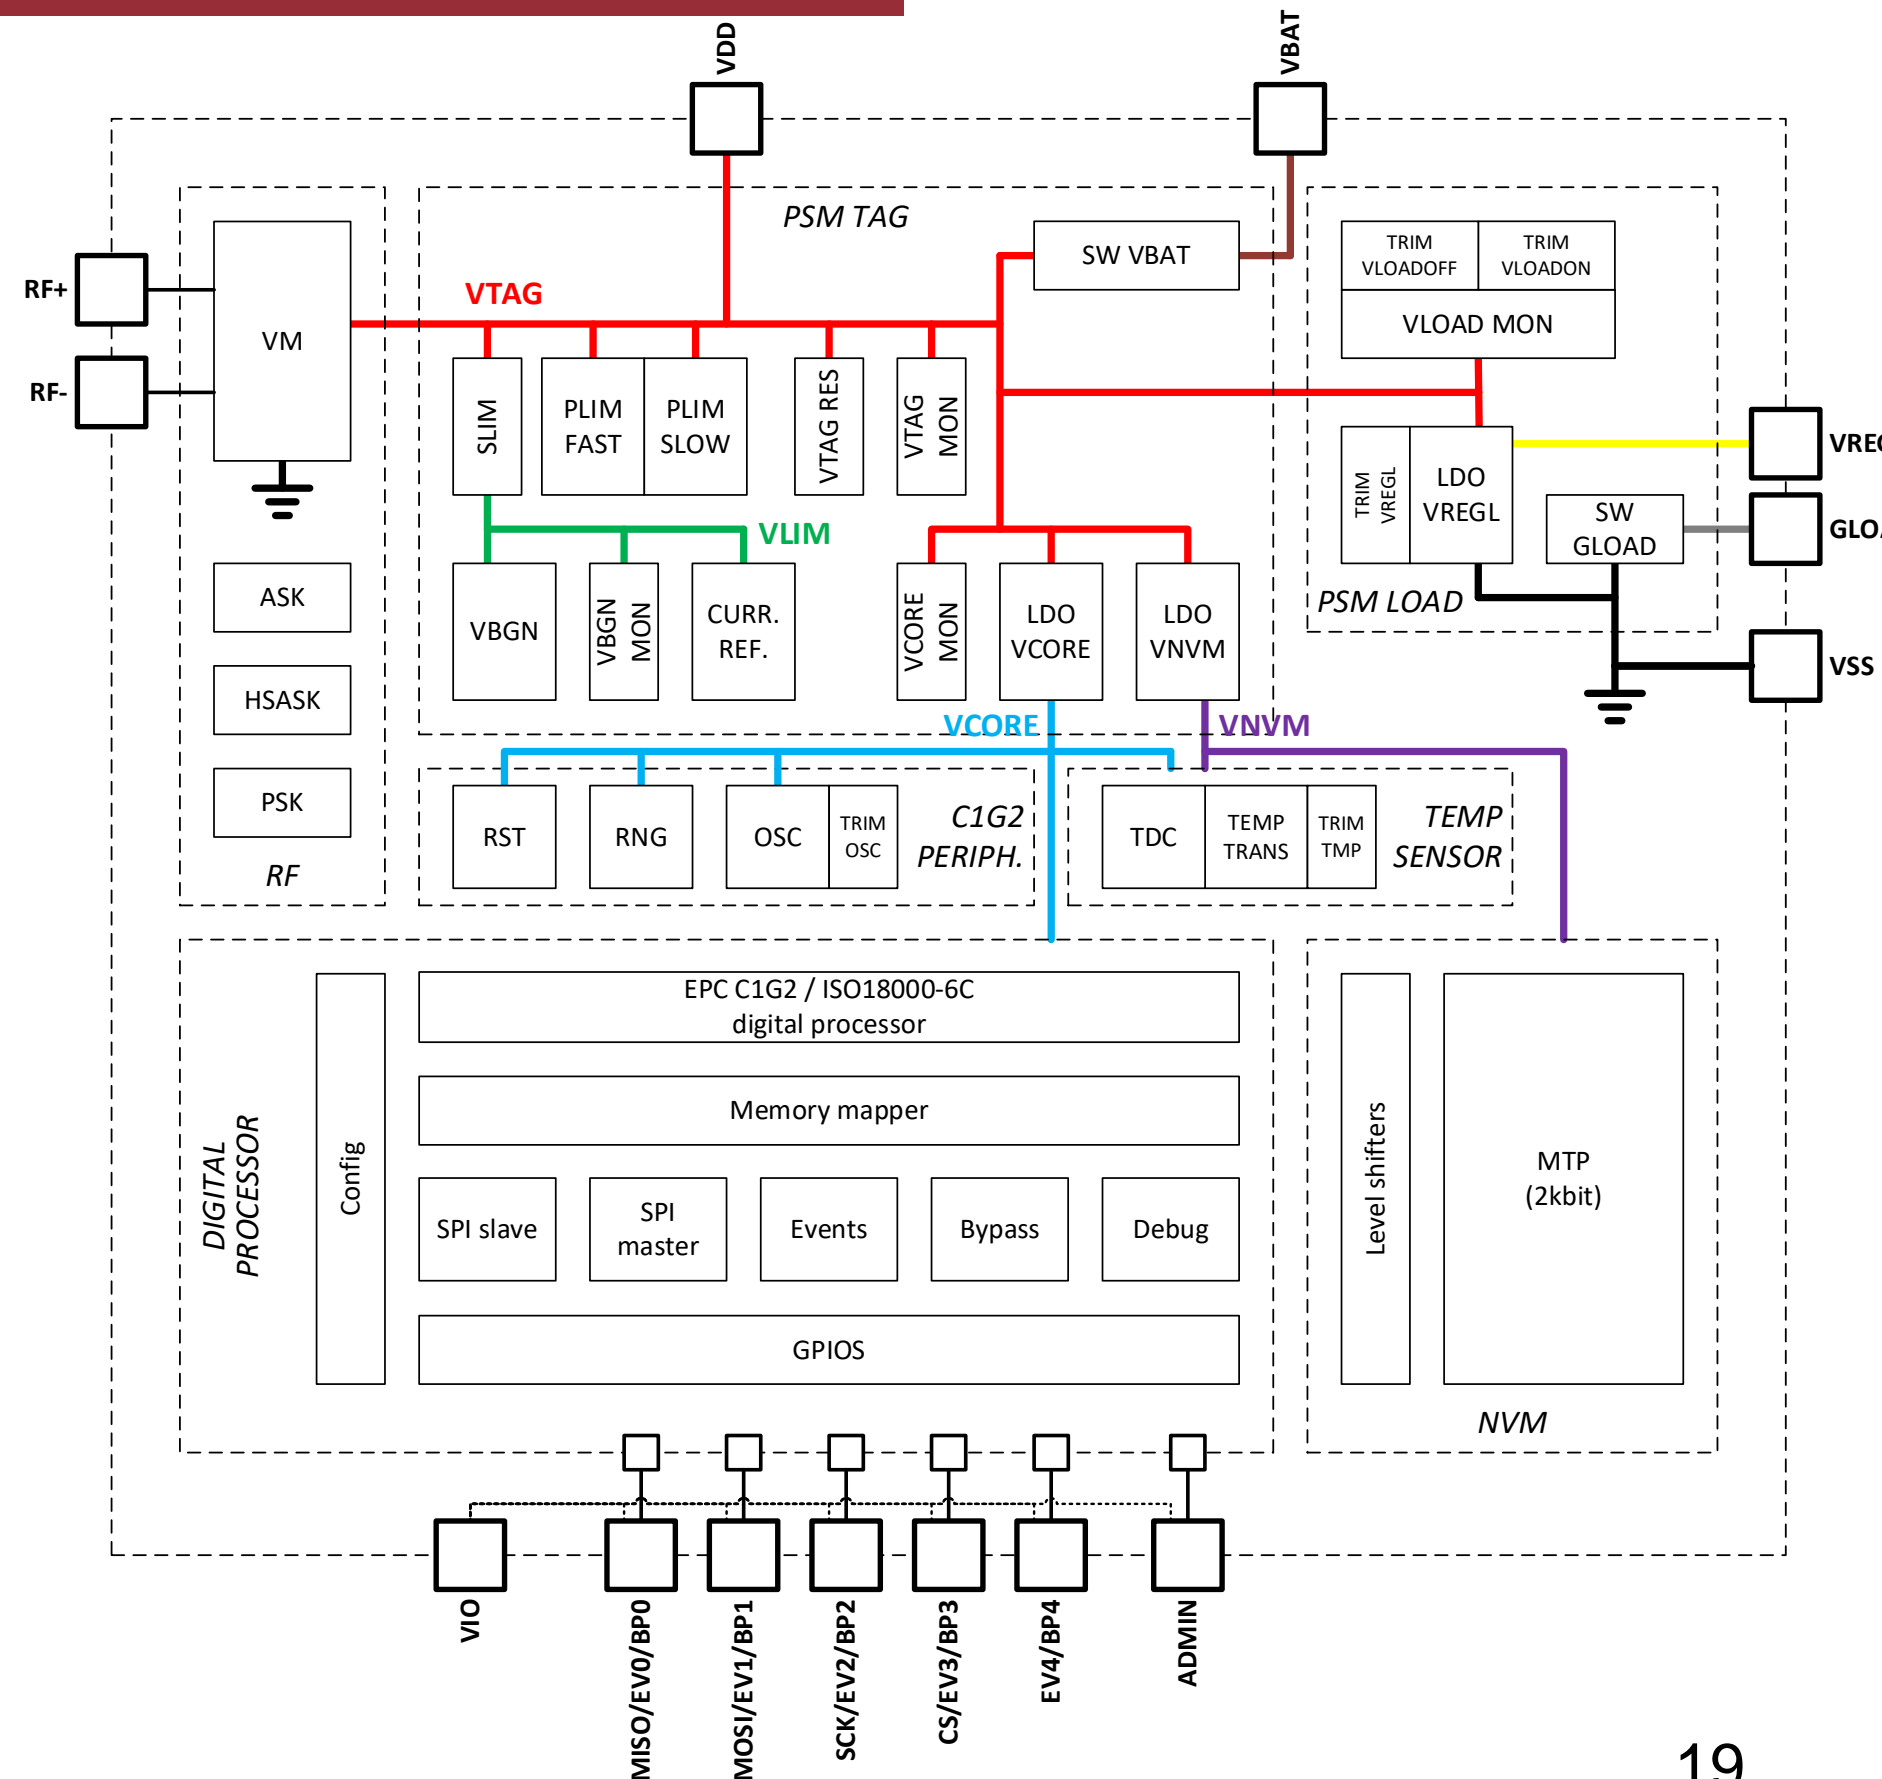 VDD
VBAT
PSM TAG
SW VBAT
TRIM
VLOADOFF
TRIM
VLOADON
VLOAD MON
RF+
RF-
VM
VTAG
SLIM
PLIM
FAST
PLIM
SLOW
VTAG RES
VTAG
MON
TRIM
VREGL
LDO
VREGL
SW
GLOAD
PSM LOAD
VREG
GLOA
VSS
VLIM
VBGN
VBGN
MON
CURR.
REF.
VCORE
MON
LDO
VCORE
LDO
VNVM
ASK
HSASK
PSK
RF
VCORE
VNVM
RST
RNG
OSC
TRIM
OSC
C1G2
PERIPH.
TDC
TEMP
TRANS
TRIM
TMP
TEMP
SENSOR
DIGITAL
PROCESSOR
Config
EPC C1G2 / ISO18000-6C
digital processor
Memory mapper
SPI slave
SPI
master
Events
Bypass
Debug
GPIOS
Level shifters
MTP
(2kbit)
NVM
VIO
MISO/EV0/BP0
MOSI/EV1/BP1
SCK/EV2/BP2
CS/EV3/BP3
EV4/BP4
ADMIN
19